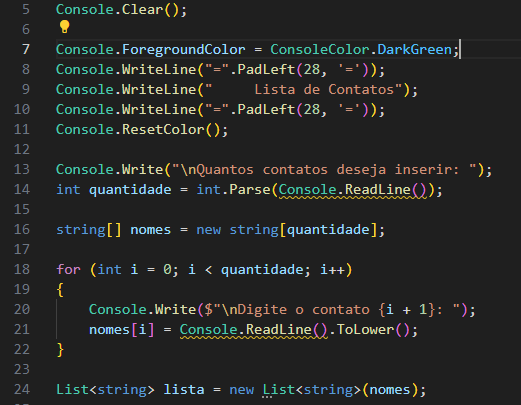 5 Console.Clear();
6
7 Console.ForegroundColor = ConsoleColor.DarkGreen;
8 Console.WriteLine("=".PadLeft(28, '='));
9 Console.WriteLine("     Lista de Contatos");
10 Console.WriteLine("=".PadLeft(28, '='));
11 Console.ResetColor();
12
13 Console.Write("\nQuantos contatos deseja inserir: ");
14 int quantidade = int.Parse(Console.ReadLine());
15
16 string[] nomes = new string[quantidade];
17
18 for (int i = 0; i < quantidade; i++)
19 {
20     Console.Write($"\nDigite o contato {i + 1}: ");
21     nomes[i] = Console.ReadLine().ToLower();
22 }
23
24 List<string> lista = new List<string>(nomes);